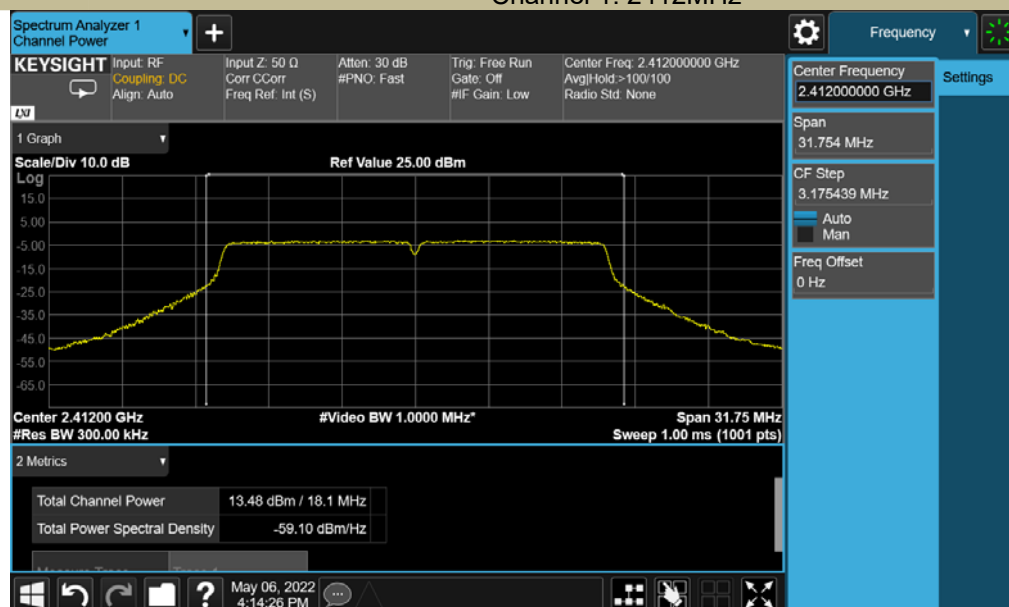 Channel 1: 2412MHz
Spectrum Analyzer 1
Channel Power
Frequency
KEYSIGHT
Input: RF
Coupling: DC
Align: Auto
Input Z: 50 Ω
Corr CCorr
Freq Ref: Int (S)
Atten: 30 dB
#PNO: Fast
Trig: Free Run
Gate: Off
#IF Gain: Low
Center Freq: 2.412000000 GHz
Avg|Hold:>100/100
Radio Std: None
LXI
Center Frequency
2.412000000 GHz
Settings
Span
31.754 MHz
CF Step
3.175439 MHz
Auto
Man
Freq Offset
0 Hz
1 Graph
Scale/Div 10.0 dB
Ref Value 25.00 dBm
Log
15.0
5.00
-5.00
-15.0
-25.0
-35.0
-45.0
-55.0
-65.0
Center 2.41200 GHz
#Video BW 1.0000 MHz*
Span 31.75 MHz
#Res BW 300.00 kHz
Sweep 1.00 ms (1001 pts)
2 Metrics
Total Channel Power
13.48 dBm / 18.1 MHz
Total Power Spectral Density
-59.10 dBm/Hz
?
May 06, 2022
4:14:26 PM